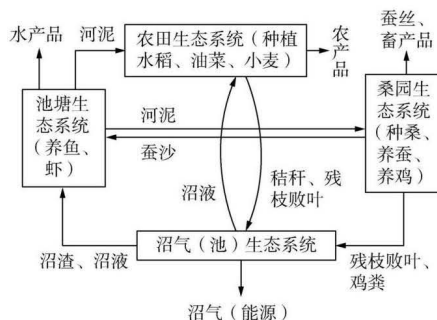 水产品
河泥
农田生态系统（种植
水稻、油菜、小麦）
农
产
品
蚕丝、
畜产品
池塘生
态系统
（养鱼、
虾）
河泥
蚕沙
桑园生
态系统
（种桑、
养蚕、
养鸡）
沼液
秸秆、残
枝败叶
沼气（池）生态系统
沼渣、沼液
残枝败叶、
鸡粪
沼气（能源）